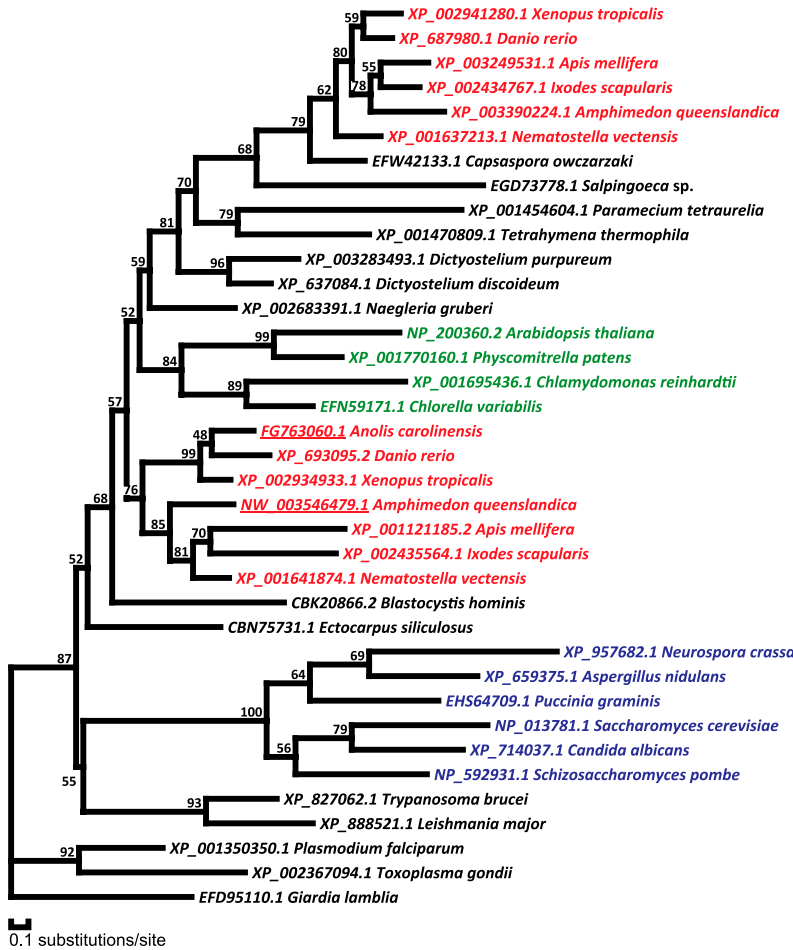 59
XP_002941280.1 Xenopus tropicalis
XP_687980.1 Danio rerio
80
55
XP_003249531.1 Apis mellifera
78
XP_002434767.1 Ixodes scapularis
62
XP_003390224.1 Amphimedon queenslandica
79
XP_001637213.1 Nematostella vectensis
68
EFW42133.1 Capsaspora owczarzaki
70
EGD73778.1 Salpingoeca sp.
79
XP_001454604.1 Paramecium tetraurelia
81
XP_001470809.1 Tetrahymena thermophila
59
96
XP_003283493.1 Dictyostelium purpureum
XP_637084.1 Dictyostelium discoideum
52
XP_002683391.1 Naegleria gruberi
99
NP_200360.2 Arabidopsis thaliana
84
XP_001770160.1 Physcomitrella patens
89
XP_001695436.1 Chlamydomonas reinhardtii
57
EFN59171.1 Chlorella variabilis
48
FG763060.1 Anolis carolinensis
99
XP_693095.2 Danio rerio
76
XP_002934933.1 Xenopus tropicalis
68
85
NW_003546479.1 Amphimedon queenslandica
70
XP_001121185.2 Apis mellifera
81
XP_002435564.1 Ixodes scapularis
52
XP_001641874.1 Nematostella vectensis
CBK20866.2 Blastocystis hominis
CBN75731.1 Ectocarpus siliculosus
87
69
XP_957682.1 Neurospora crassa
64
XP_659375.1 Aspergillus nidulans
EHS64709.1 Puccinia graminis
100
79
NP_013781.1 Saccharomyces cerevisiae
56
XP_714037.1 Candida albicans
55
NP_592931.1 Schizosaccharomyces pombe
93
XP_827062.1 Trypanosoma brucei
XP_888521.1 Leishmania major
92
XP_001350350.1 Plasmodium falciparum
XP_002367094.1 Toxoplasma gondii
EFD95110.1 Giardia lamblia
0.1 substitutions/site